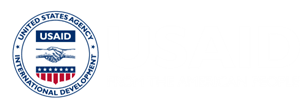 UNITED STATES AGENCY
USAID
INTERNATIONAL DEVELOPMENT